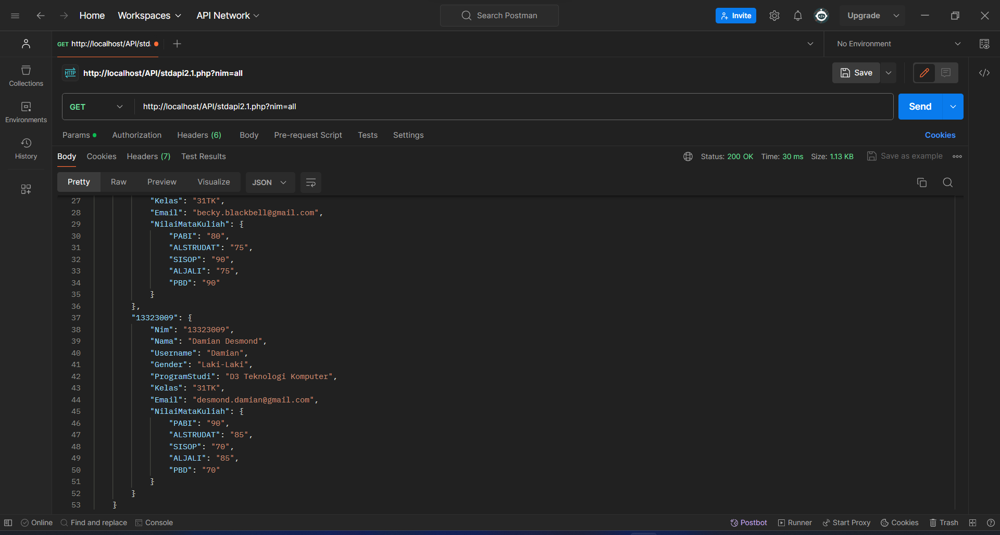 Home Workspaces API Network Search Postman Invite Upgrade
GET http://localhost/API/std No Environment
HTTP http://localhost/API/stdapi2.1.php?nim=all Save
Collections
GET http://localhost/API/stdapi2.1.php?nim=all Send
Environments
Params Authorization Headers (6) Body Pre-request Script Tests Settings Cookies
History
Body Cookies Headers (7) Test Results Status: 200 OK Time: 30 ms Size: 1.13 KB Save as example
Pretty Raw Preview Visualize JSON
27 "Kelas": "31TK",
28 "Email": "becky.blackbell@gmail.com",
29 "NilaiMataKuliah": {
30 "PABI": "80",
31 "ALSTRUDAT": "75",
32 "SISOP": "90",
33 "ALJALI": "75",
34 "PBD": "90"
35 }
36 },
37 "13323009": {
38 "Nim": "13323009",
39 "Nama": "Damian Desmond",
40 "Username": "Damian",
41 "Gender": "Laki-Laki",
42 "ProgramStudi": "D3 Teknologi Komputer",
43 "Kelas": "31TK",
44 "Email": "desmond.damian@gmail.com",
45 "NilaiMataKuliah": {
46 "PABI": "90",
47 "ALSTRUDAT": "85",
48 "SISOP": "70",
49 "ALJALI": "85",
50 "PBD": "70"
51 }
52 }
53 }
Online Find and replace Console Postbot Runner Start Proxy Cookies Trash